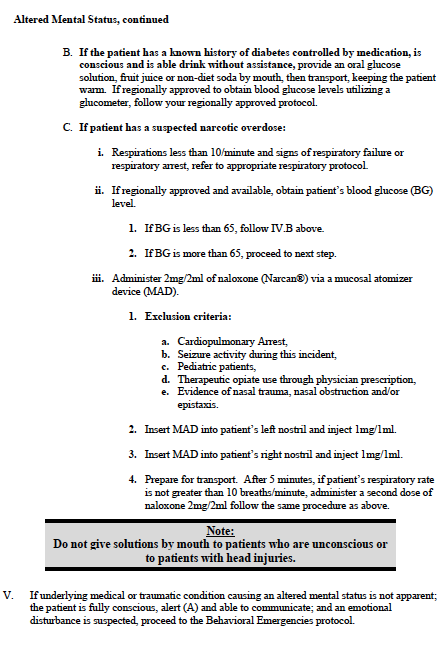 Altered Mental Status, continued
B. If the patient has a known history of diabetes controlled by medication, is
conscious and is able drink without assistance, provide an oral glucose
solution, fruit juice or non-diet soda by mouth, then transport, keeping the patient
warm. If regionally approved to obtain blood glucose levels utilizing a
glucometer, follow your regionally approved protocol.
C. If patient has a suspected narcotic overdose:
i. Respirations less than 10/minute and signs of respiratory failure or
respiratory arrest, refer to appropriate respiratory protocol.
ii. If regionally approved and available, obtain patient's blood glucose (BG)
level.
1. If BG is less than 65, follow IV.B above.
2. If BG is more than 65, proceed to next step.
iii. Administer 2mg/2ml of naloxone (Narcan®) via a mucosal atomizer
device (MAD).
1. Exclusion criteria:
a. Cardiopulmonary Arrest,
b. Seizure activity during this incident,
c. Pediatric patients,
d. Therapeutic opiate use through physician prescription,
e. Evidence of nasal trauma, nasal obstruction and/or
epistaxis.
2. Insert MAD into patient's left nostril and inject 1mg/1ml.
3. Insert MAD into patient's right nostril and inject 1mg/1ml.
4. Prepare for transport. After 5 minutes, if patient's respiratory rate
is not greater than 10 breaths/minute, administer a second dose of
naloxone 2mg/2ml follow the same procedure as above.
Note:
Do not give solutions by mouth to patients who are unconscious or
to patients with head injuries.
V. If underlying medical or traumatic condition causing an altered mental status is not apparent;
the patient is fully conscious, alert (A) and able to communicate; and an emotional
disturbance is suspected, proceed to the Behavioral Emergencies protocol.